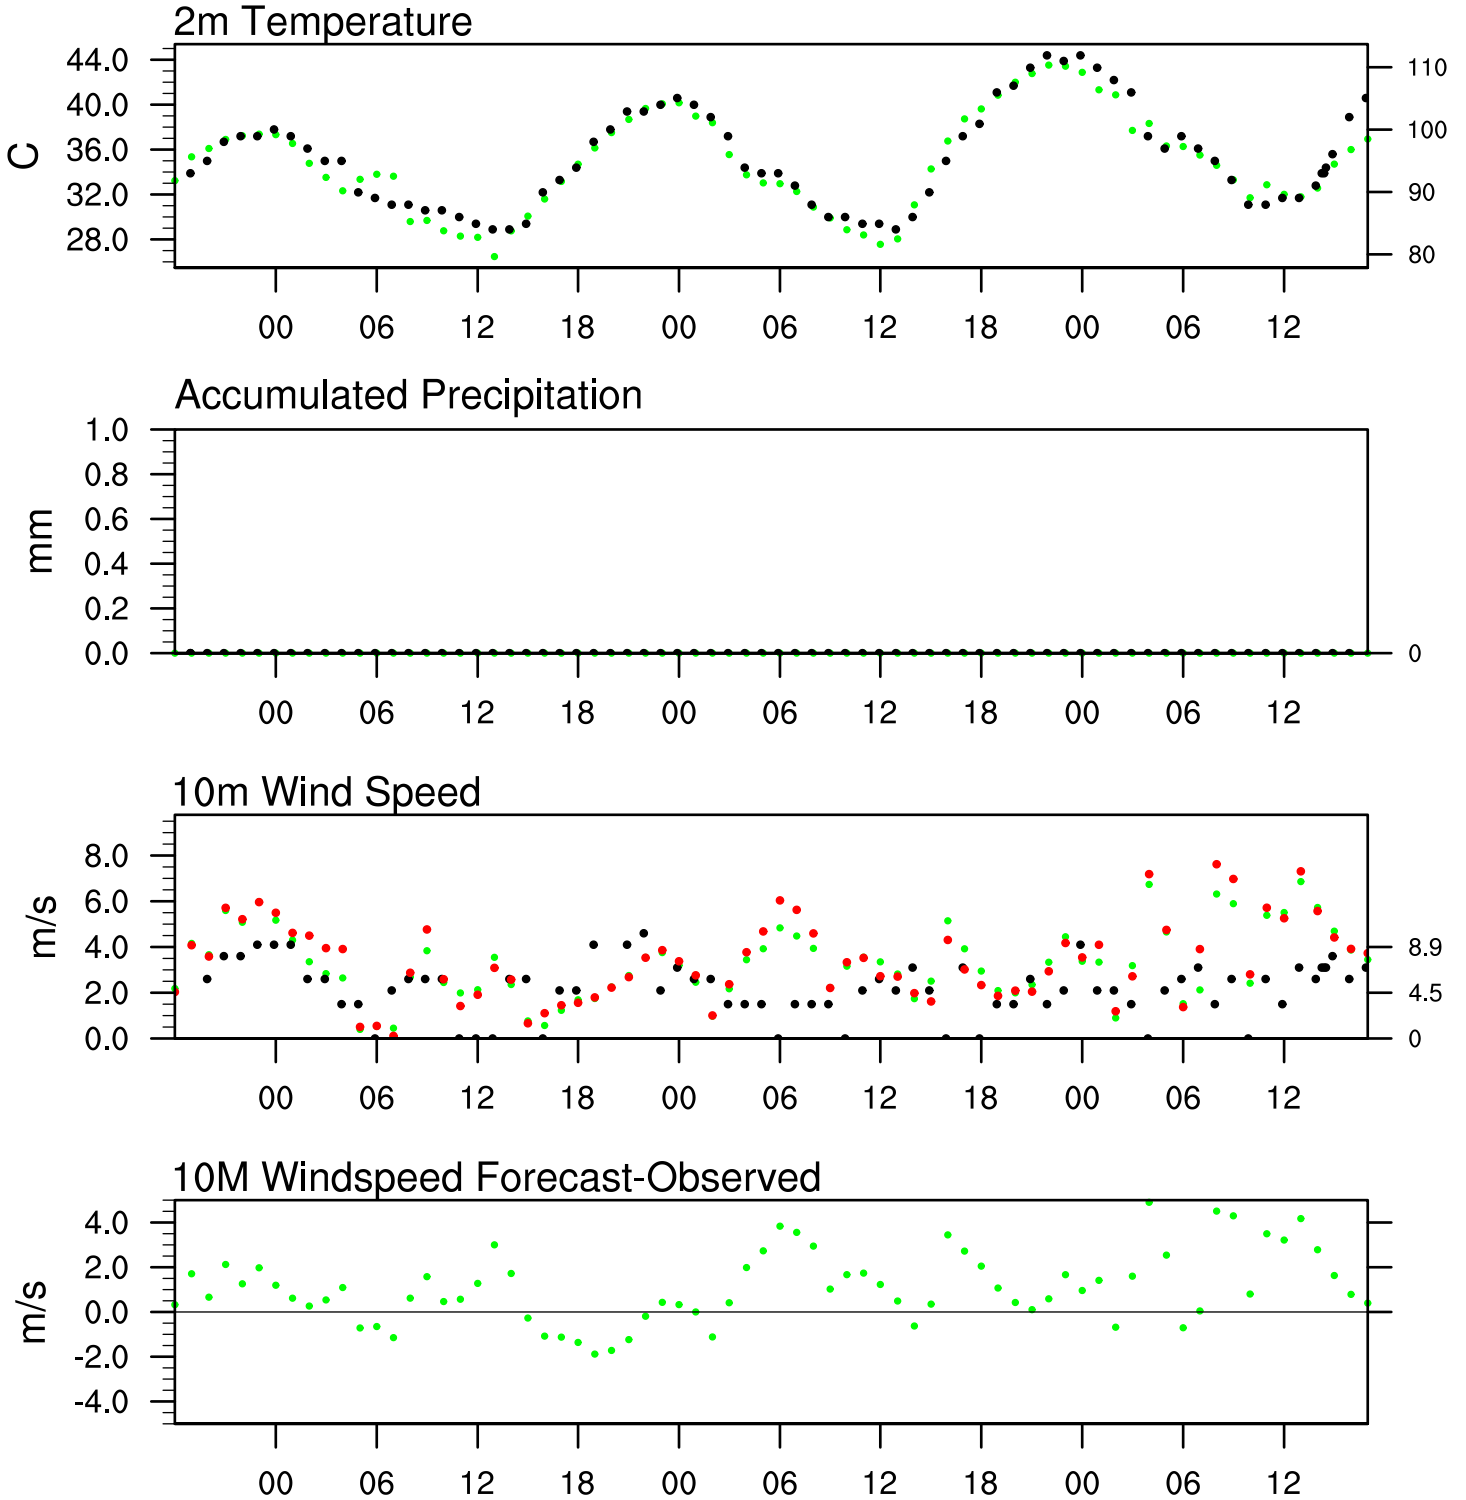 2m Temperature
44.0
40.0
36.0
32.0
28.0
C
110
100
90
80
00 06 12 18 00 06 12 18 00 06 12
Accumulated Precipitation
1.0
0.8
0.6
0.4
0.2
0.0
mm
0
00 06 12 18 00 06 12 18 00 06 12
10m Wind Speed
8.0
6.0
4.0
2.0
0.0
m/s
8.9
4.5
0
00 06 12 18 00 06 12 18 00 06 12
10M Windspeed Forecast-Observed
4.0
2.0
0.0
-2.0
-4.0
m/s
00 06 12 18 00 06 12 18 00 06 12